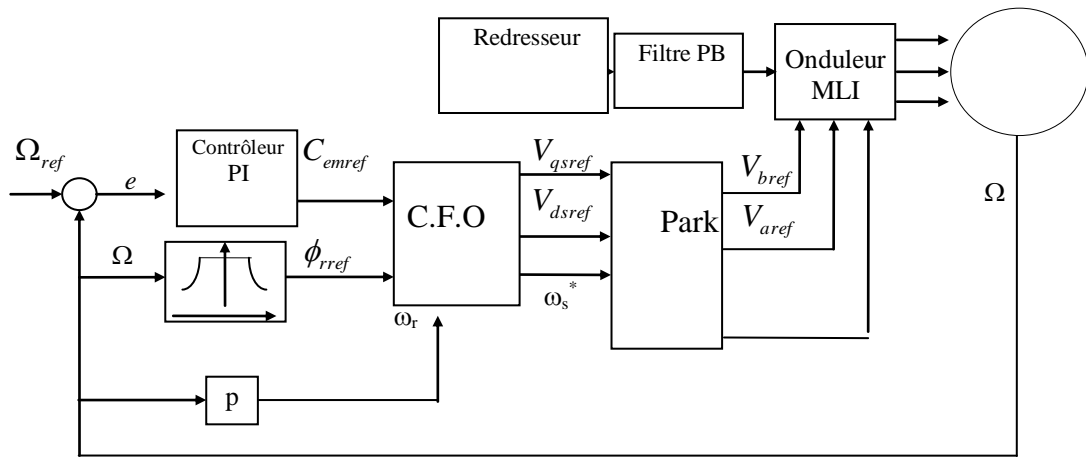 Redresseur
Filtre PB
Onduleur
MLI
Ω_ref
e
Contrôleur
PI
C_emref
V_qsref
V_dsref
C.F.O
Park
V_bref
V_aref
Ω
Ω
ϕ_rref
ω_r
ω_s*
p